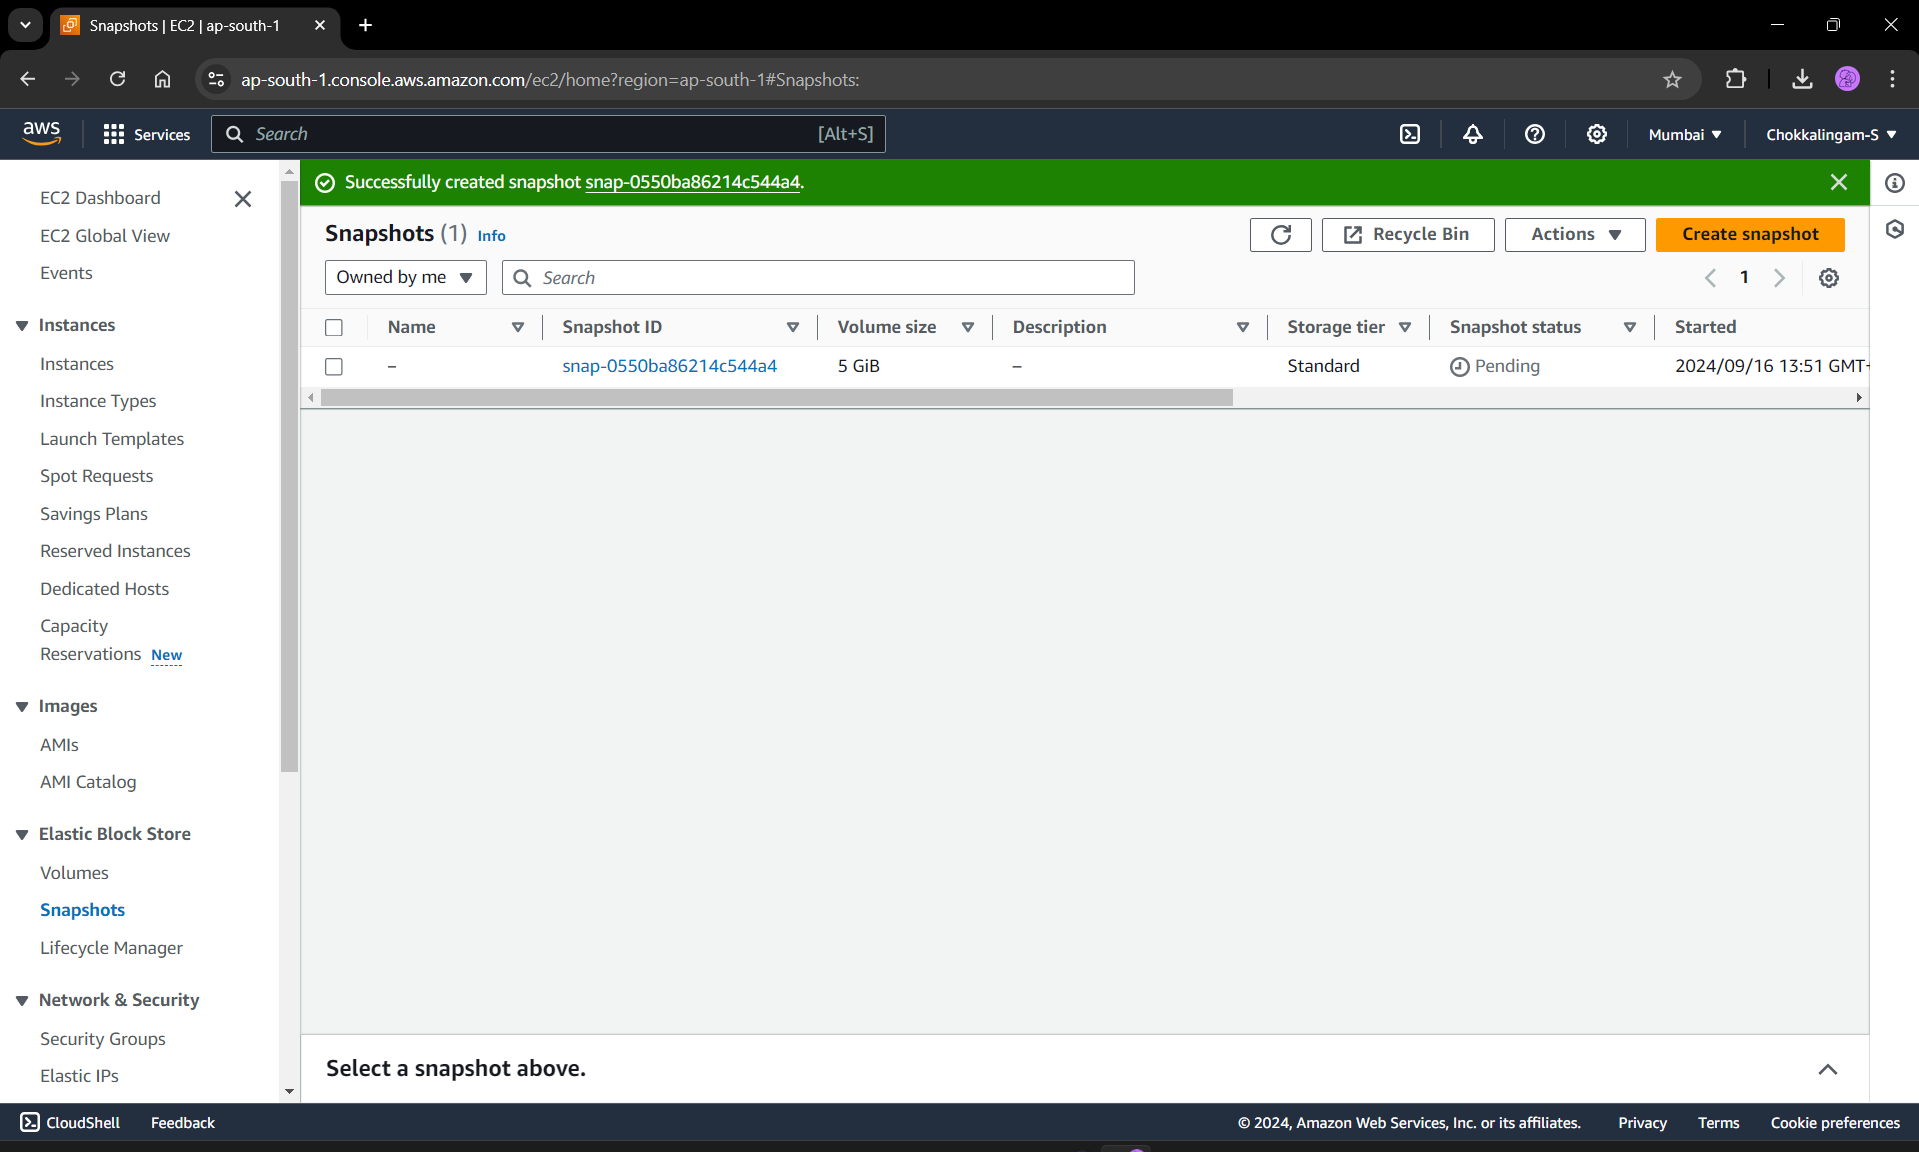 Snapshots | EC2 | ap-south-1
ap-south-1.console.aws.amazon.com/ec2/home?region=ap-south-1#Snapshots:
aws
Services
Search
[Alt+S]
Mumbai
Chokkalingam-S
EC2 Dashboard
EC2 Global View
Events
Instances
Instances
Instance Types
Launch Templates
Spot Requests
Savings Plans
Reserved Instances
Dedicated Hosts
Capacity
Reservations New
Images
AMIs
AMI Catalog
Elastic Block Store
Volumes
Snapshots
Lifecycle Manager
Network & Security
Security Groups
Elastic IPs
Successfully created snapshot snap-0550ba86214c544a4.
Snapshots (1) Info
Recycle Bin
Actions
Create snapshot
Owned by me
Search
1
Name Snapshot ID Volume size Description Storage tier Snapshot status Started
– snap-0550ba86214c544a4 5 GiB – Standard Pending 2024/09/16 13:51 GMT+
Select a snapshot above.
CloudShell Feedback
© 2024, Amazon Web Services, Inc. or its affiliates. Privacy Terms Cookie preferences